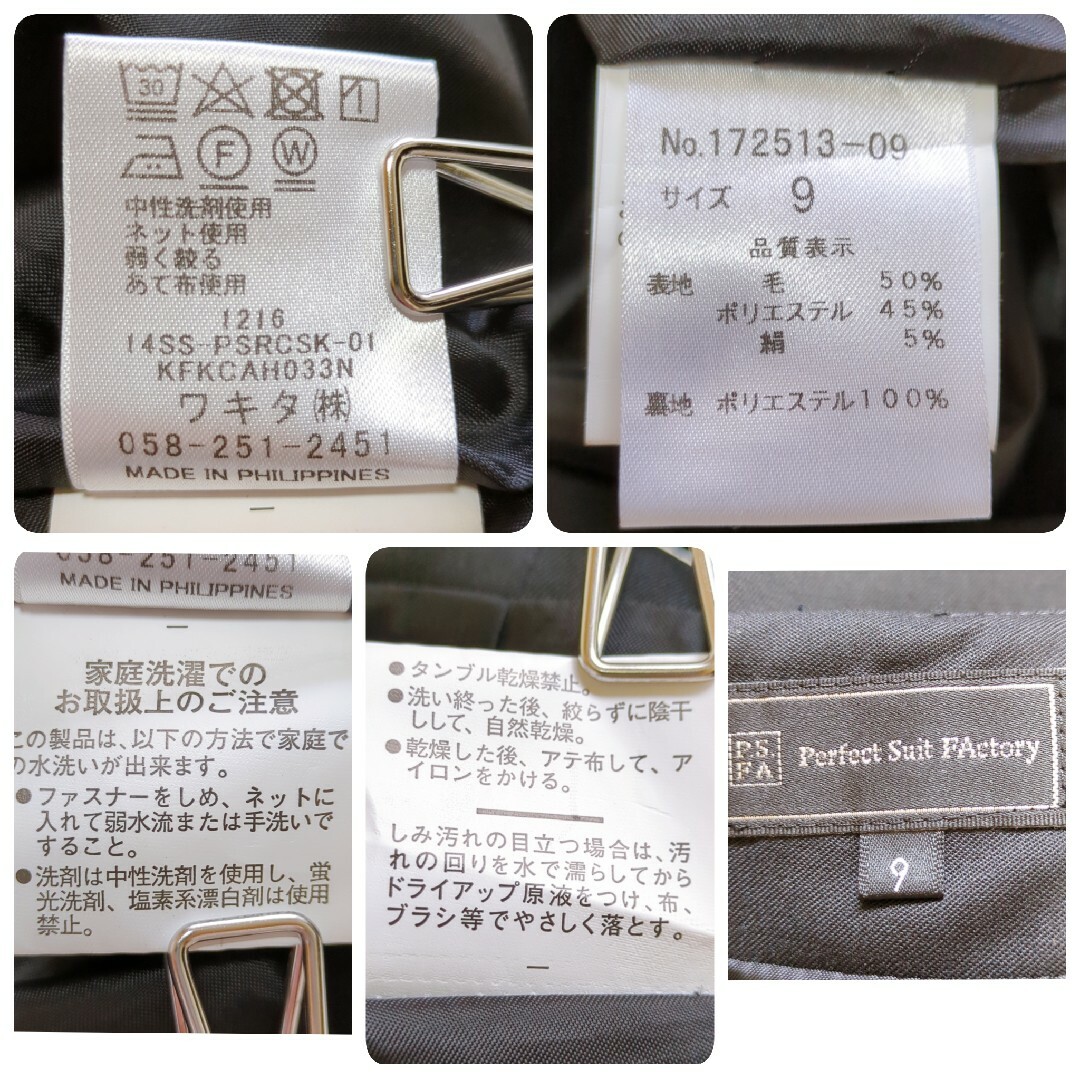 30
F W
中性洗剤使用
ネット使用
弱く絞る
あて布使用
1216
14SS-PSRCSK-01
KFKCAH033N
ワキタ(株)
058-251-2451
MADE IN PHILIPPINES
No.172513-09
サイズ 9
品質表示
表地 毛 50%
ポリエステル 45%
絹 5%
裏地 ポリエステル100%
058-251-2451
MADE IN PHILIPPINES
家庭洗濯での
お取扱上のご注意
この製品は、以下の方法で家庭で
の水洗いが出来ます。
●ファスナーをしめ、ネットに
入れて弱水流または手洗いで
すること。
●洗剤は中性洗剤を使用し、蛍
光洗剤、塩素系漂白剤は使用
禁止。
●タンブル乾燥禁止。
●洗い終った後、絞らずに陰干
しして、自然乾燥。
●乾燥した後、アテ布して、ア
イロンをかける。
しみ汚れの目立つ場合は、汚
れの回りを水で濡らしてから
ドライアップ原液をつけ、布、
ブラシ等でやさしく落とす。
P.S.
F.A
Perfect Suit FActory
9